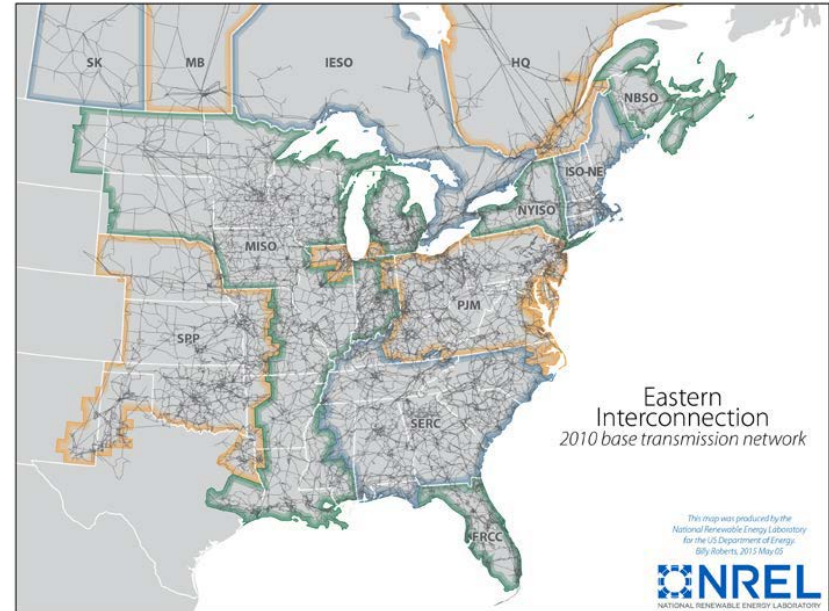 SK
MB
IESO
HQ
NBSO
ISO-NE
NYISO
MISO
PJM
SPP
SERC
FRCC
Eastern
Interconnection
2010 base transmission network
This map was produced by the
National Renewable Energy Laboratory
for the US Department of Energy.
Billy Roberts, 2015 May 05
NREL
NATIONAL RENEWABLE ENERGY LABORATORY